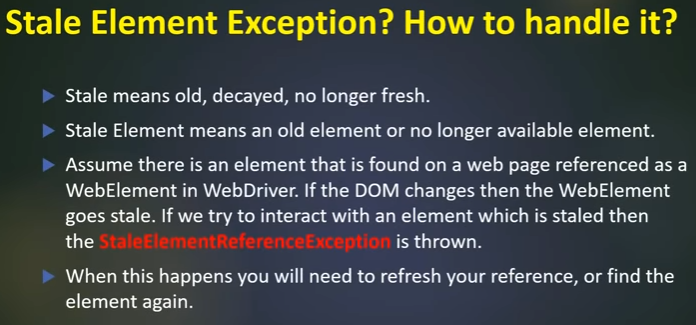 Stale Element Exception? How to handle it?
Stale means old, decayed, no longer fresh.
Stale Element means an old element or no longer available element.
Assume there is an element that is found on a web page referenced as a
WebElement in WebDriver. If the DOM changes then the WebElement
goes stale. If we try to interact with an element which is staled then
the StaleElementReferenceException is thrown.
When this happens you will need to refresh your reference, or find the
element again.